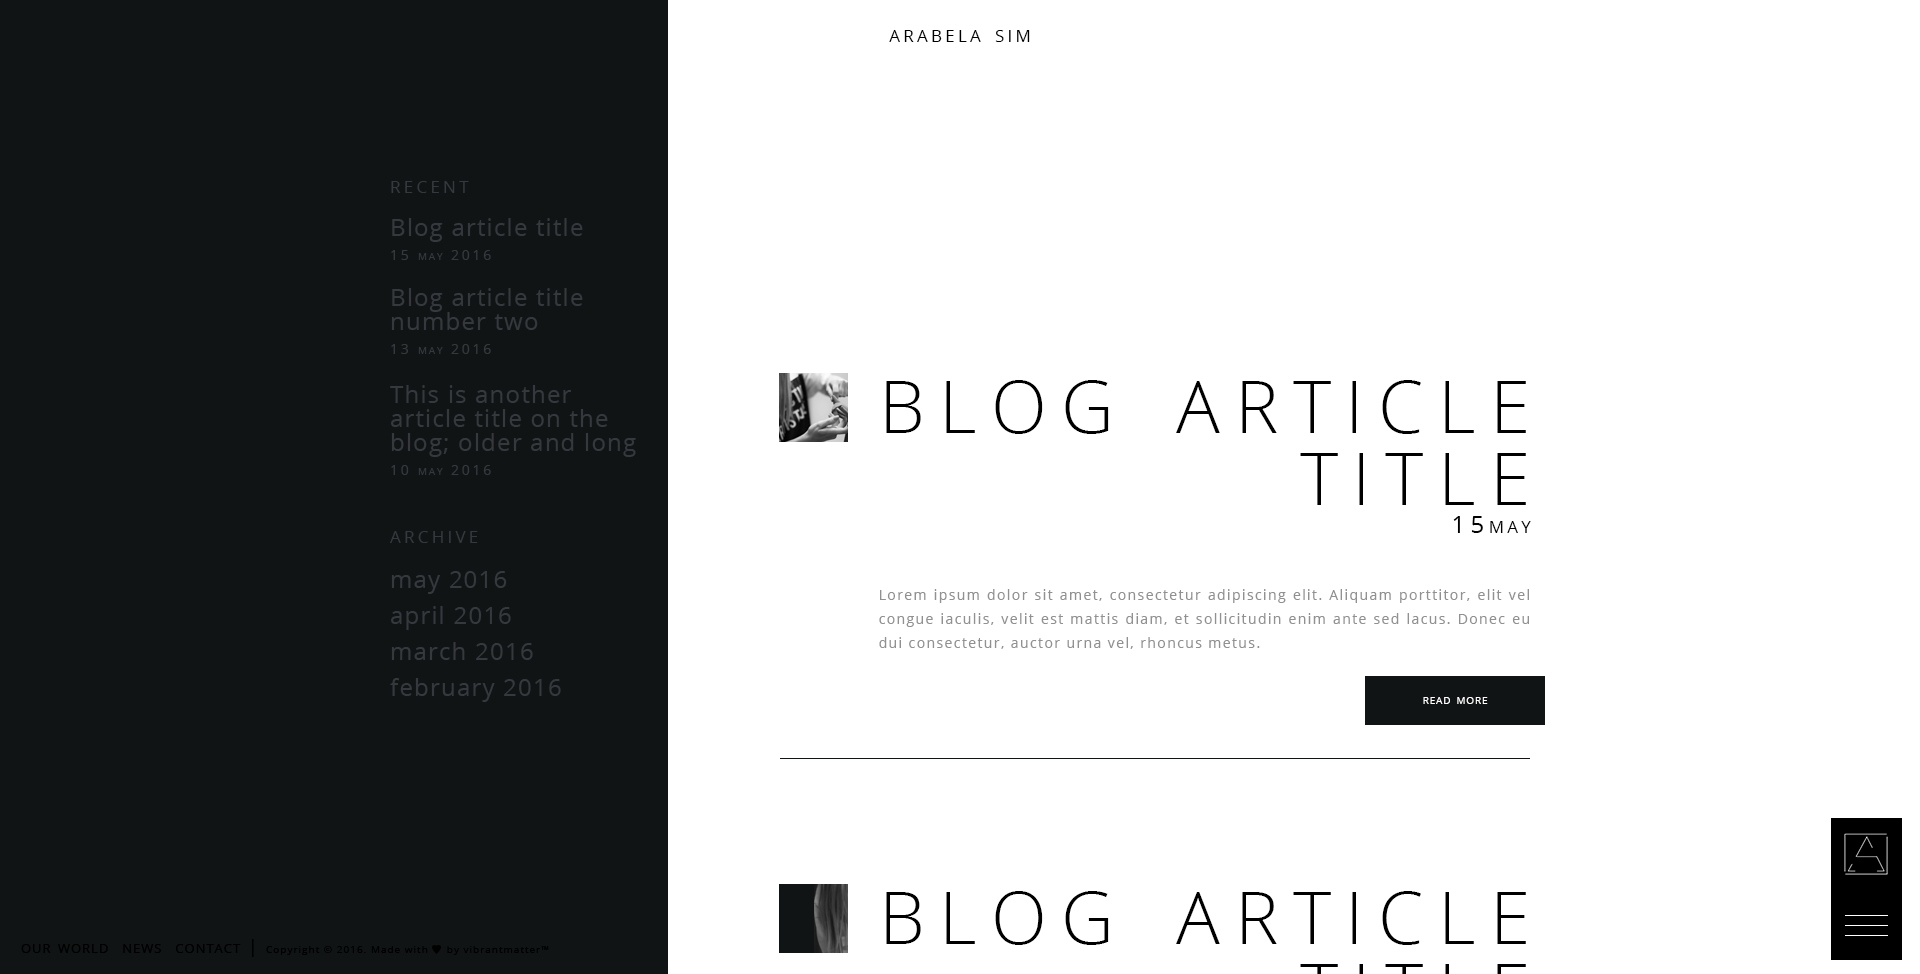 ARABELA SIM
RECENT
Blog article title
15 MAY 2016
Blog article title
number two
13 MAY 2016
This is another
article title on the
blog; older and long
10 MAY 2016
ARCHIVE
may 2016
april 2016
march 2016
february 2016
OUR WORLD NEWS CONTACT | Copyright © 2016. Made with ♥ by vibrantmatter™
BLOG ARTICLE
TITLE
15 MAY
Lorem ipsum dolor sit amet, consectetur adipiscing elit. Aliquam porttitor, elit vel
congue iaculis, velit est mattis diam, et sollicitudin enim ante sed lacus. Donec eu
dui consectetur, auctor urna vel, rhoncus metus.
READ MORE
BLOG ARTICLE
TITLE